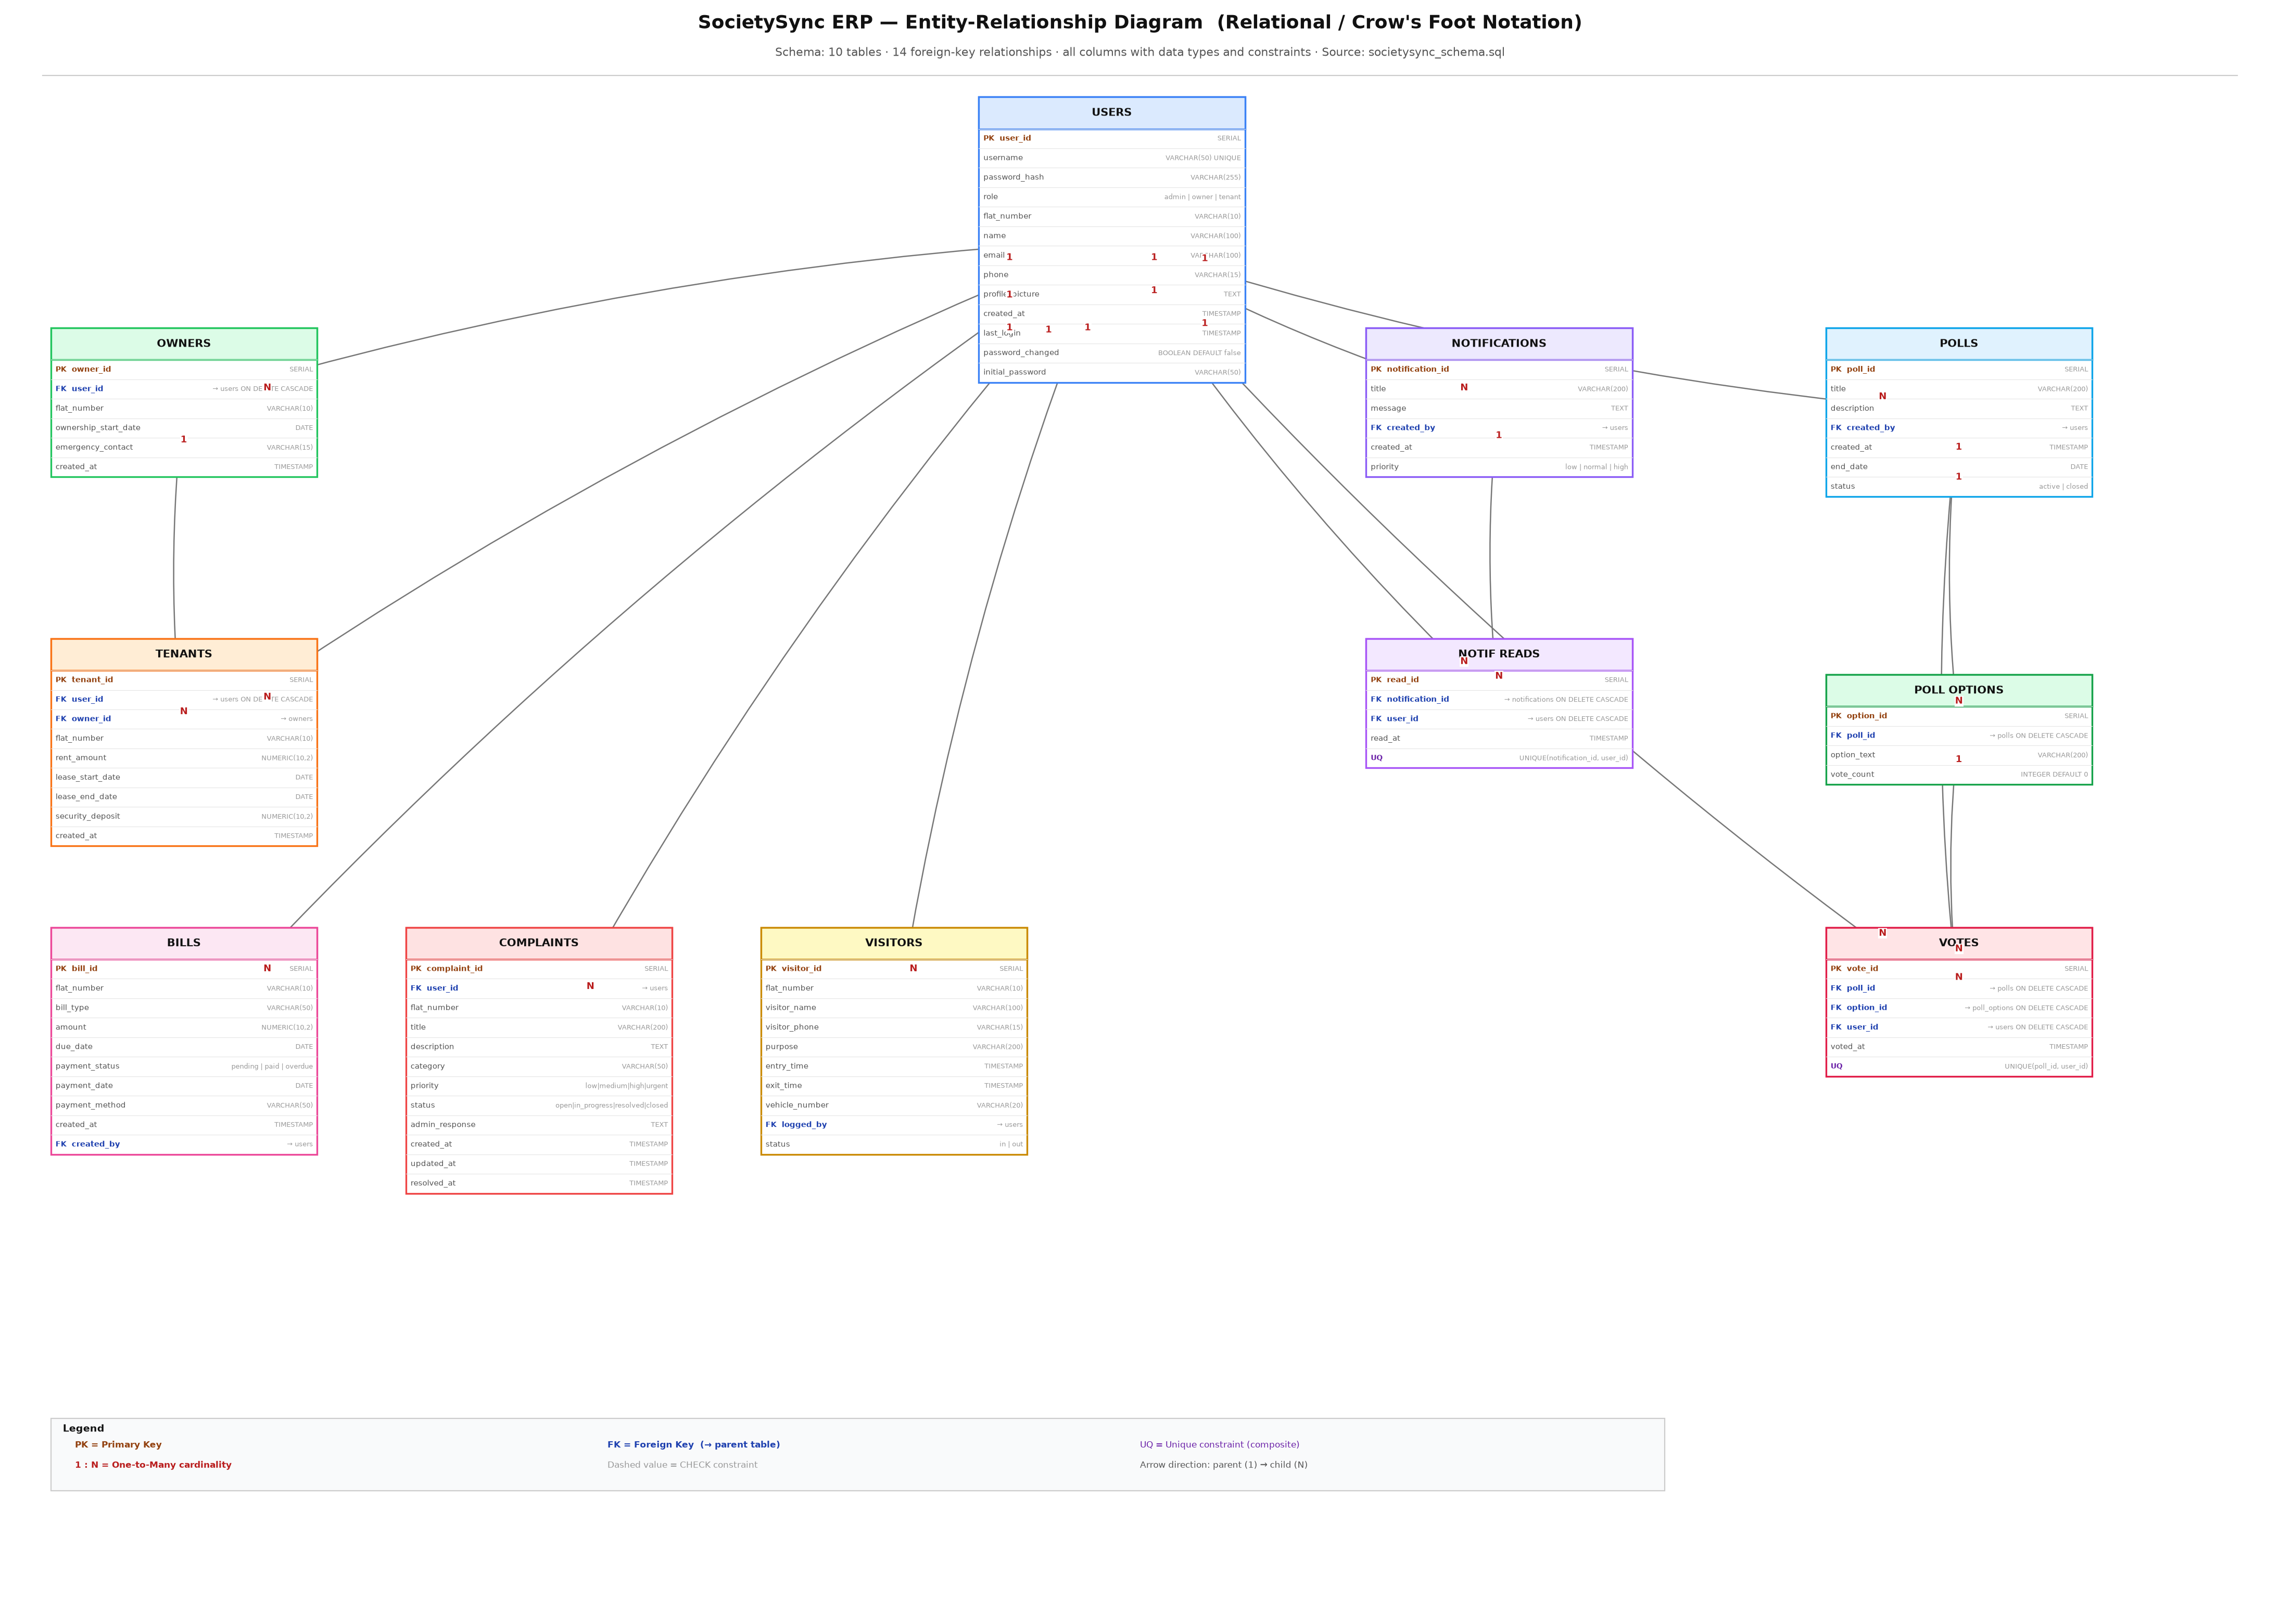 SocietySync ERP — Entity-Relationship Diagram (Relational / Crow's Foot Notation)
Schema: 10 tables · 14 foreign-key relationships · all columns with data types and constraints · Source: societysync_schema.sql
USERS
PK user_id SERIAL
username VARCHAR(50) UNIQUE
password_hash VARCHAR(255)
role admin | owner | tenant
flat_number VARCHAR(10)
name VARCHAR(100)
email 1 1 VARCHAR(100) 1
phone VARCHAR(15)
profile_picture 1 1 TEXT
created_at TIMESTAMP
last_login 1 1 1 1 TIMESTAMP
password_changed BOOLEAN DEFAULT false
initial_password VARCHAR(50)
OWNERS
PK owner_id SERIAL
FK user_id → users ON DELETE CASCADE N
flat_number VARCHAR(10)
ownership_start_date DATE
1
emergency_contact VARCHAR(15)
created_at TIMESTAMP
NOTIFICATIONS
PK notification_id SERIAL
title N VARCHAR(200)
message TEXT
FK created_by → users
1
created_at TIMESTAMP
priority low | normal | high
POLLS
PK poll_id SERIAL
title VARCHAR(200)
N
description TEXT
FK created_by → users
created_at 1 TIMESTAMP
end_date DATE
1
status active | closed
TENANTS
PK tenant_id SERIAL
FK user_id → users ON DELETE CASCADE N
N
FK owner_id → owners
flat_number VARCHAR(10)
rent_amount NUMERIC(10,2)
lease_start_date DATE
lease_end_date DATE
security_deposit NUMERIC(10,2)
created_at TIMESTAMP
NOTIF READS
N
N
PK read_id SERIAL
FK notification_id → notifications ON DELETE CASCADE
FK user_id → users ON DELETE CASCADE
read_at TIMESTAMP
UQ UNIQUE(notification_id, user_id)
POLL OPTIONS
N
PK option_id SERIAL
FK poll_id → polls ON DELETE CASCADE
option_text 1 VARCHAR(200)
vote_count INTEGER DEFAULT 0
BILLS
PK bill_id N SERIAL
flat_number VARCHAR(10)
bill_type VARCHAR(50)
amount NUMERIC(10,2)
due_date DATE
payment_status pending | paid | overdue
payment_date DATE
payment_method VARCHAR(50)
created_at TIMESTAMP
FK created_by → users
COMPLAINTS
PK complaint_id SERIAL
FK user_id N → users
flat_number VARCHAR(10)
title VARCHAR(200)
description TEXT
category VARCHAR(50)
priority low|medium|high|urgent
status open|in_progress|resolved|closed
admin_response TEXT
created_at TIMESTAMP
updated_at TIMESTAMP
resolved_at TIMESTAMP
VISITORS
PK visitor_id N SERIAL
flat_number VARCHAR(10)
visitor_name VARCHAR(100)
visitor_phone VARCHAR(15)
purpose VARCHAR(200)
entry_time TIMESTAMP
exit_time TIMESTAMP
vehicle_number VARCHAR(20)
FK logged_by → users
status in | out
N
VOTES
N
PK vote_id SERIAL
N
FK poll_id → polls ON DELETE CASCADE
FK option_id → poll_options ON DELETE CASCADE
FK user_id → users ON DELETE CASCADE
voted_at TIMESTAMP
UQ UNIQUE(poll_id, user_id)
Legend
PK = Primary Key FK = Foreign Key (→ parent table) UQ = Unique constraint (composite)
1 : N = One-to-Many cardinality Dashed value = CHECK constraint Arrow direction: parent (1) → child (N)